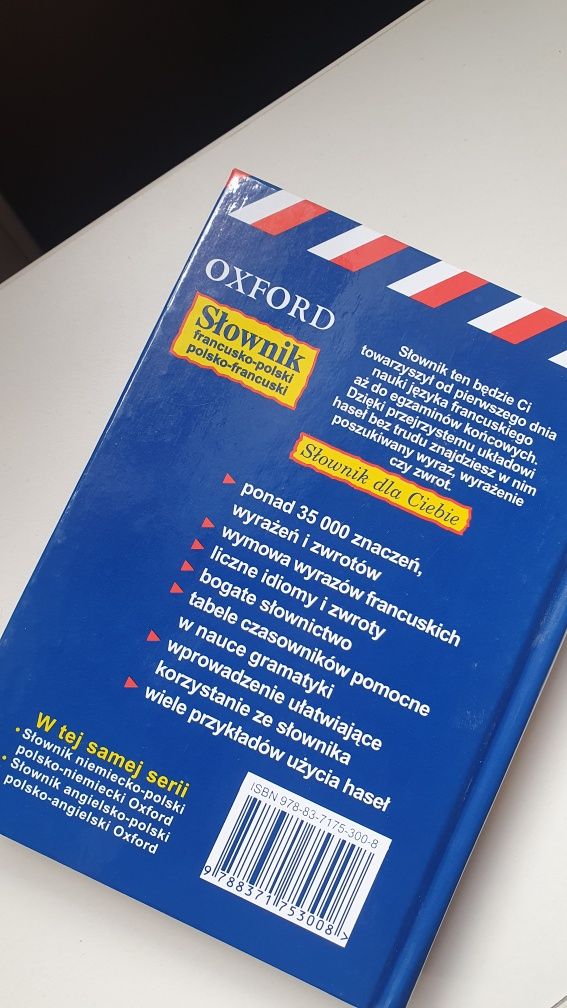 OXFORD
Słownik
francusko-polski
polsko-francuski
Słownik ten będzie Ci
towarzyszył od pierwszego dnia
nauki języka francuskiego
aż do egzaminów końcowych.
Dzięki przejrzystemu układowi
haseł bez trudu znajdziesz w nim
poszukiwany wyraz, wyrażenie
czy zwrot.
Słownik dla Ciebie
ponad 35 000 znaczeń,
wyrażeń i zwrotów
wymowa wyrazów francuskich
liczne idiomy i zwroty
bogate słownictwo
tabele czasowników pomocne
w nauce gramatyki
wprowadzenie ułatwiające
korzystanie ze słownika
wiele przykładów użycia haseł
W tej samej serii
• Słownik niemiecko-polski
polsko-niemiecki Oxford
• Słownik angielsko-polski
polsko-angielski Oxford
ISBN 978-83-7175-300-8
9 788371 753008 >